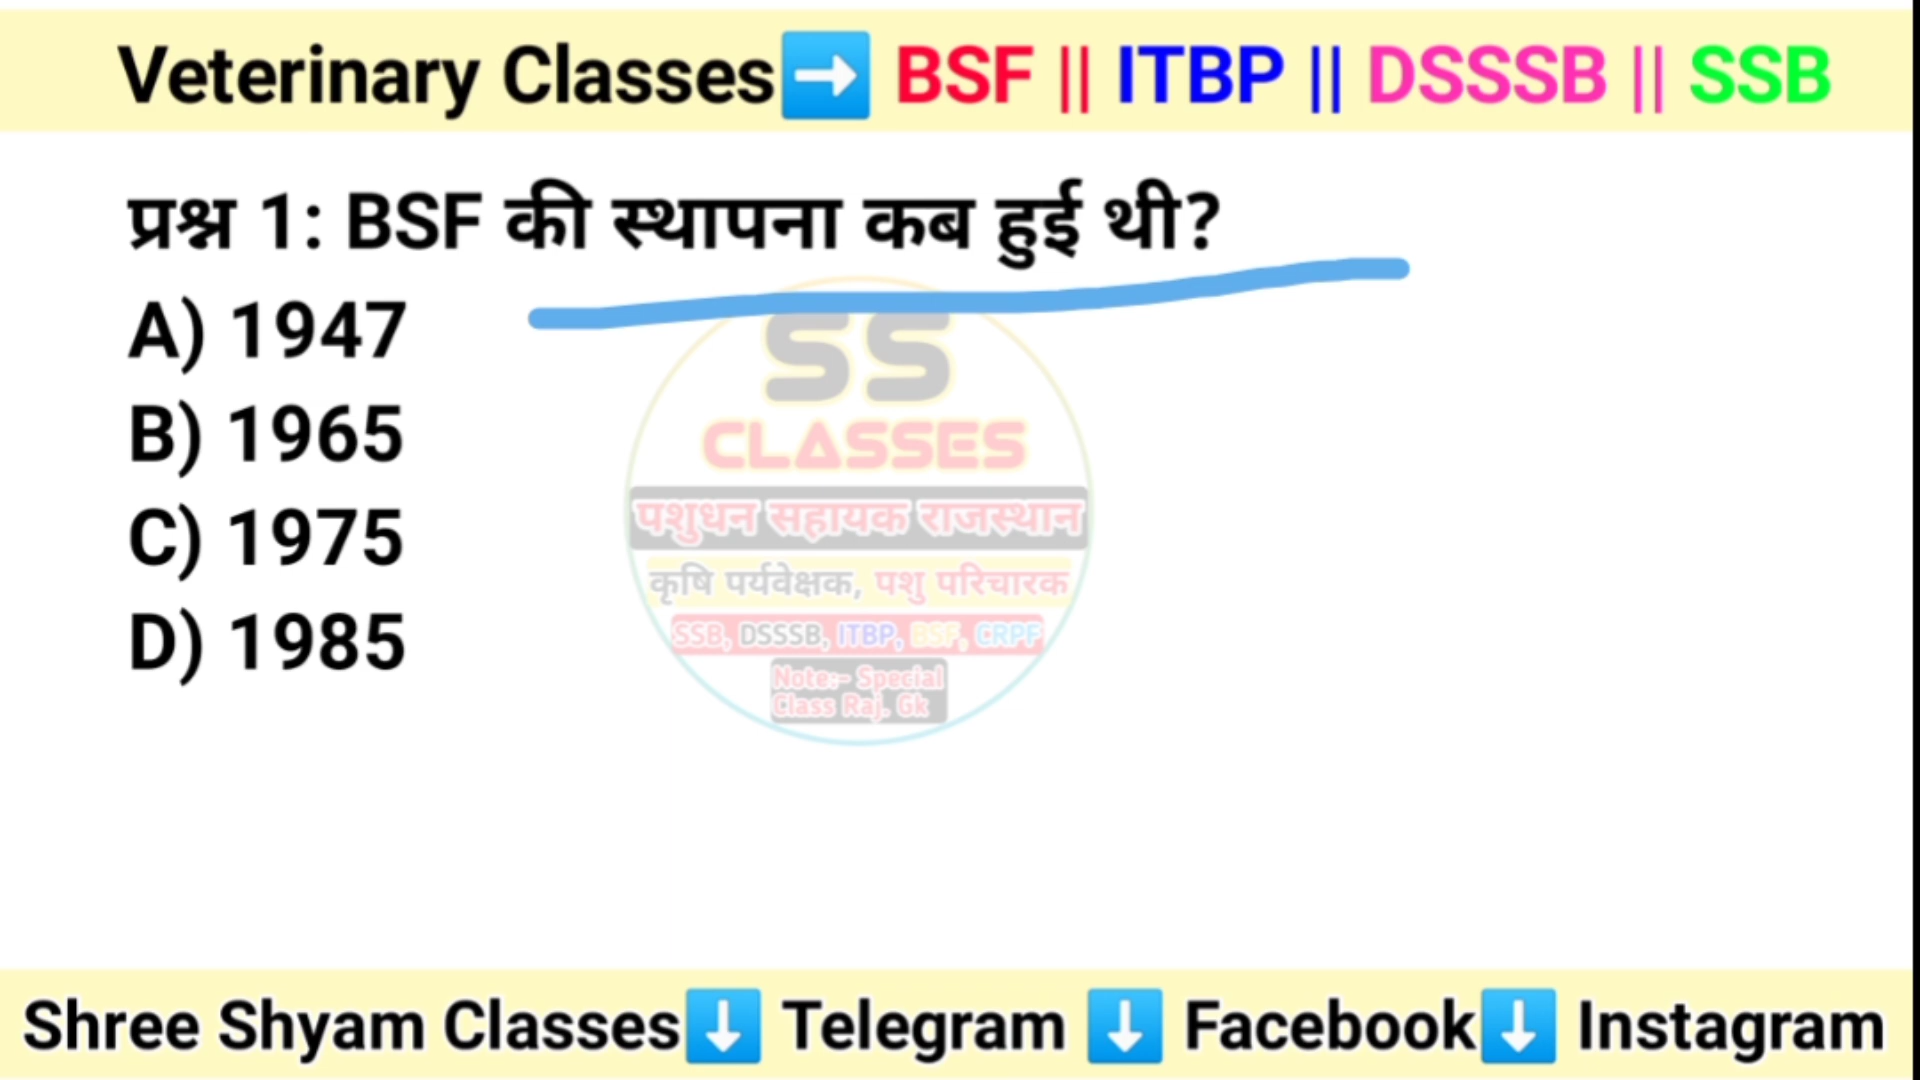 Veterinary Classes➡️ BSF || ITBP || DSSSB || SSB
प्रश्न 1: BSF की स्थापना कब हुई थी?
A) 1947
B) 1965
C) 1975
D) 1985
SS
CLASSES
पशुधन सहायक राजस्थान
कृषि पर्यवेक्षक, पशु परिचारक
SSB, DSSSB, ITBP, BSF, CRPF
Note:- Special
Class Raj. Gk
Shree Shyam Classes⬇️ Telegram ⬇️ Facebook⬇️ Instagram